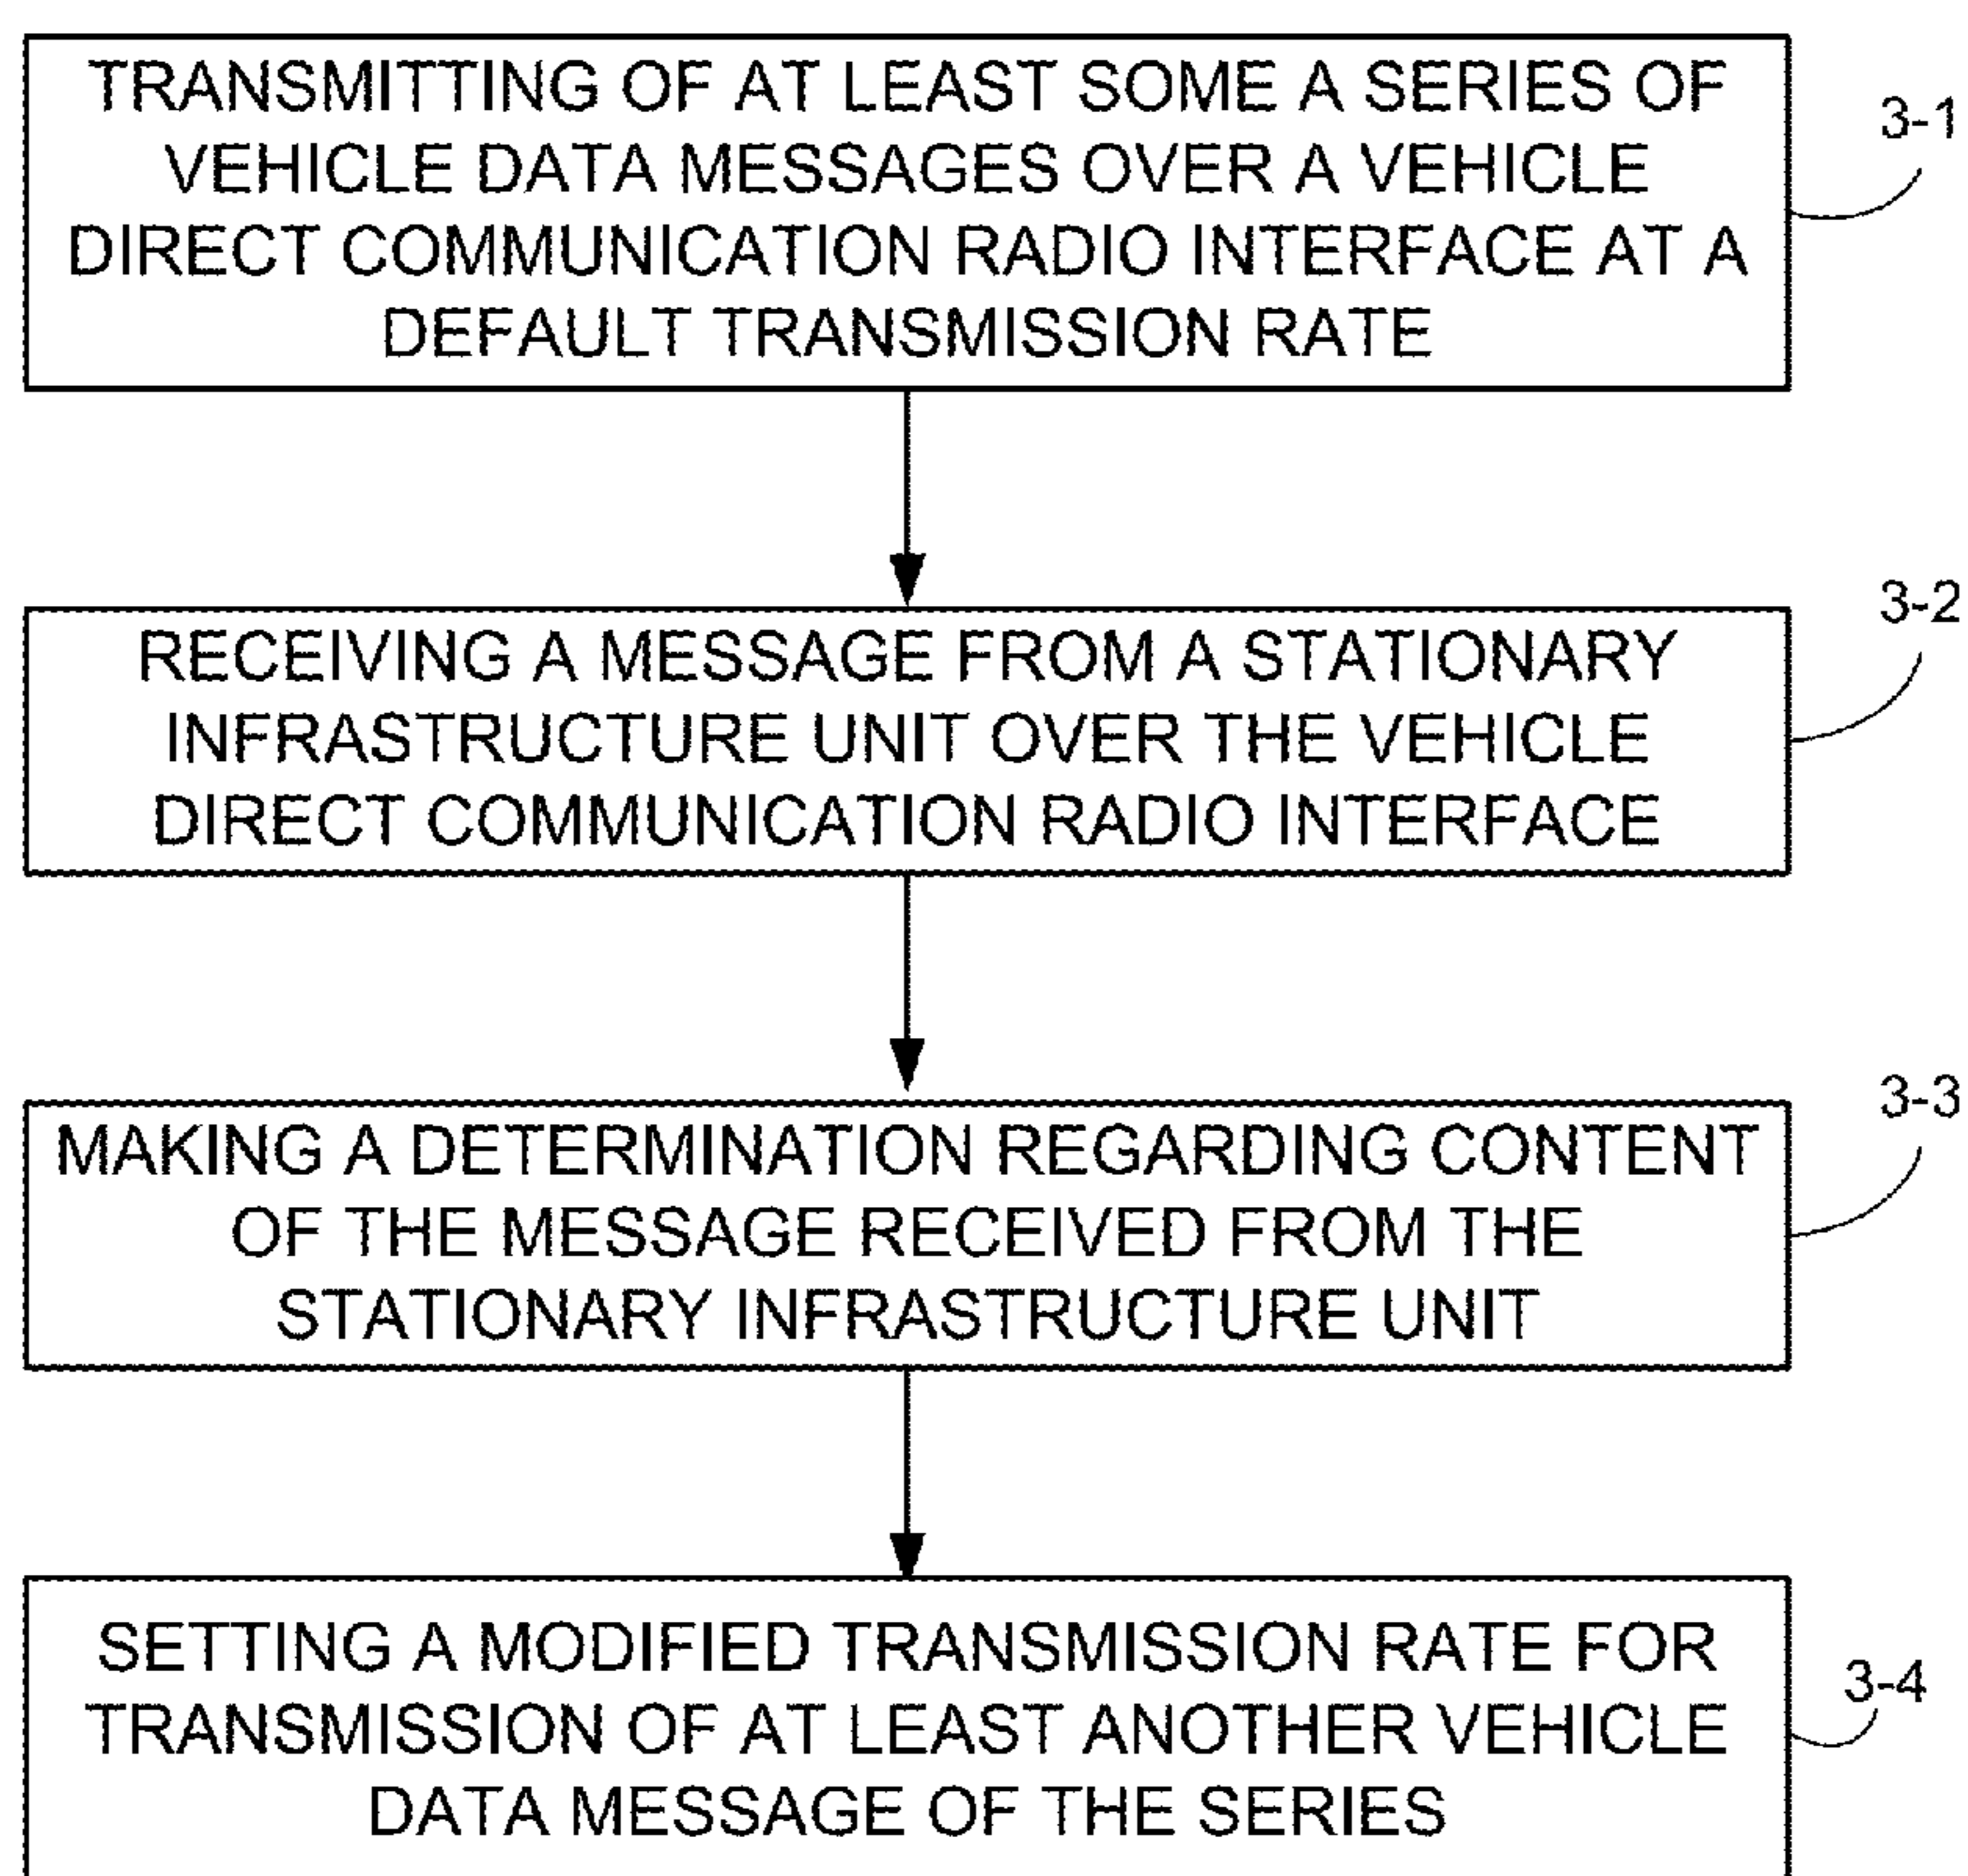 TRANSMITTING OF AT LEAST SOME A SERIES OF
VEHICLE DATA MESSAGES OVER A VEHICLE
DIRECT COMMUNICATION RADIO INTERFACE AT A
DEFAULT TRANSMISSION RATE
3-1
RECEIVING A MESSAGE FROM A STATIONARY
INFRASTRUCTURE UNIT OVER THE VEHICLE
DIRECT COMMUNICATION RADIO INTERFACE
3-2
MAKING A DETERMINATION REGARDING CONTENT
OF THE MESSAGE RECEIVED FROM THE
STATIONARY INFRASTRUCTURE UNIT
3-3
SETTING A MODIFIED TRANSMISSION RATE FOR
TRANSMISSION OF AT LEAST ANOTHER VEHICLE
DATA MESSAGE OF THE SERIES
3-4